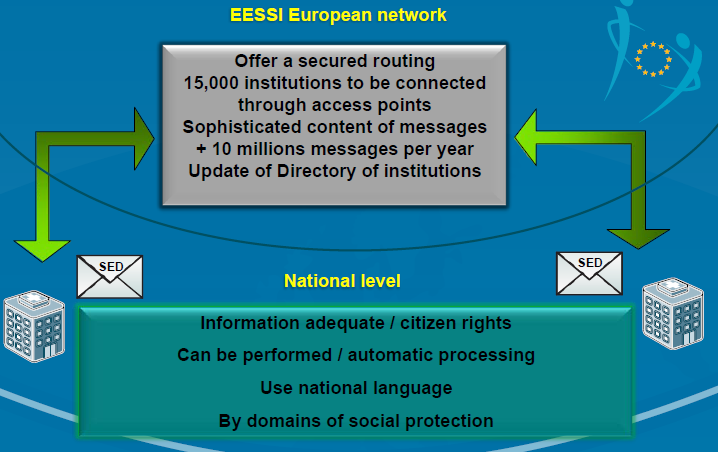 EESSI European network
Offer a secured routing
15,000 institutions to be connected
through access points
Sophisticated content of messages
+ 10 millions messages per year
Update of Directory of institutions
SED
SED
National level
Information adequate / citizen rights
Can be performed / automatic processing
Use national language
By domains of social protection